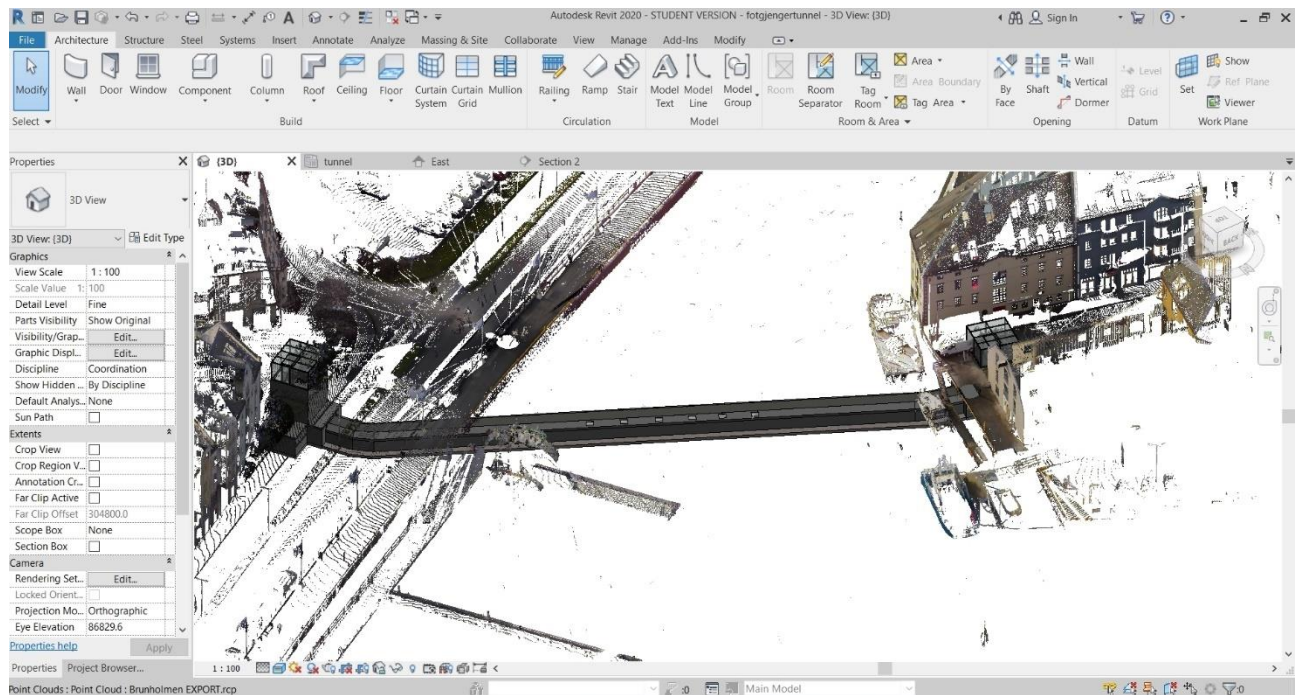 Autodesk Revit 2020 - STUDENT VERSION - fotgjengertunnel - 3D View: {3D}
Sign In
File Architecture Structure Steel Systems Insert Annotate Analyze Massing & Site Collaborate View Manage Add-Ins Modify
Modify Wall Door Window Component Column Roof Ceiling Floor Curtain System Curtain Grid Mullion Railing Ramp Stair Model Text Model Line Model Group Room Room Separator Tag Room Area Area Boundary Tag Area By Face Shaft Wall Vertical Dormer Level Grid Set Show Ref Plane Viewer
Select Build Circulation Model Room & Area Opening Datum Work Plane
Properties {3D} tunnel East Section 2
3D View
3D View: {3D} Edit Type
Graphics
View Scale 1 : 100
Scale Value 1: 100
Detail Level Fine
Parts Visibility Show Original
Visibility/Grap... Edit...
Graphic Displ... Edit...
Discipline Coordination
Show Hidden ... By Discipline
Default Analys... None
Sun Path
Extents
Crop View
Crop Region V...
Annotation Cr...
Far Clip Active
Far Clip Offset 304800.0
Scope Box None
Section Box
Camera
Rendering Set... Edit...
Locked Orient...
Projection Mo... Orthographic
Eye Elevation 86829.6
Properties help Apply
Properties Project Browser... 1 : 100
Point Clouds : Point Cloud : Brunholmen EXPORT.rcp :0 Main Model :0
BACK